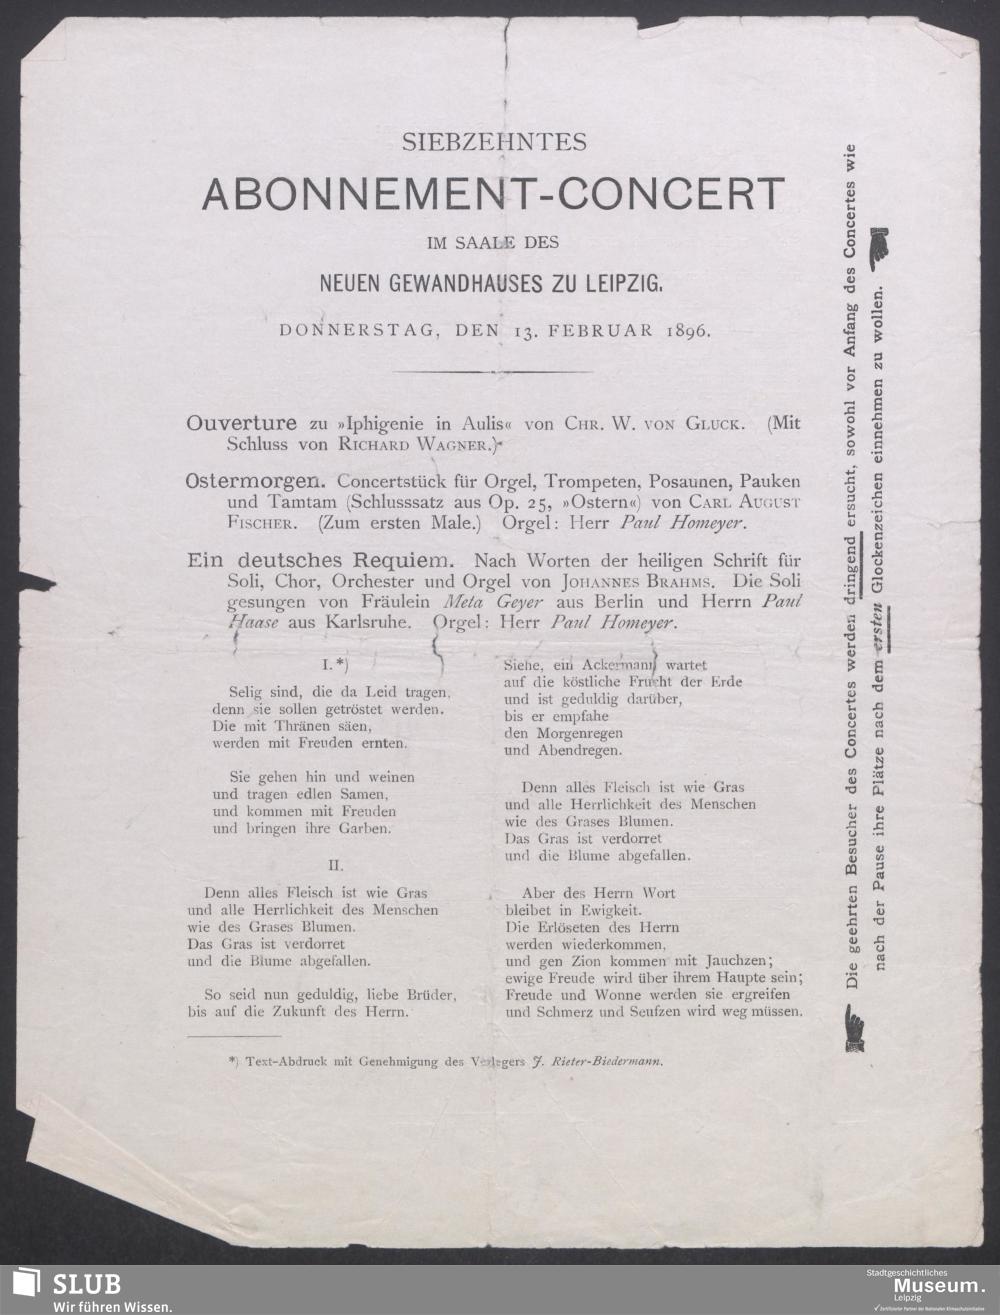 SIEBZEHNTES
ABONNEMENT-CONCERT
IM SAALE DES
NEUEN GEWANDHAUSES ZU LEIPZIG.
DONNERSTAG, DEN 13. FEBRUAR 1896.
Ouverture zu »Iphigenie in Aulis« von CHR. W. VON GLUCK. (Mit
Schluss von RICHARD WAGNER.)
Ostermorgen. Concertstück für Orgel, Trompeten, Posaunen, Pauken
und Tamtam (Schlusssatz aus Op. 25, »Ostern«) von CARL AUGUST
FISCHER. (Zum ersten Male.) Orgel: Herr Paul Homeyer.
Ein deutsches Requiem. Nach Worten der heiligen Schrift für
Soli, Chor, Orchester und Orgel von JOHANNES BRAHMS. Die Soli
gesungen von Fräulein Meta Geyer aus Berlin und Herrn Paul
Haase aus Karlsruhe. Orgel: Herr Paul Homeyer.
I.*)
Selig sind, die da Leid tragen,
denn sie sollen getröstet werden.
Die mit Thränen säen,
werden mit Freuden ernten.
Sie gehen hin und weinen
und tragen edlen Samen,
und kommen mit Freuden
und bringen ihre Garben.
II.
Denn alles Fleisch ist wie Gras
und alle Herrlichkeit des Menschen
wie des Grases Blumen.
Das Gras ist verdorret
und die Blume abgefallen.
So seid nun geduldig, liebe Brüder,
bis auf die Zukunft des Herrn.
Siehe, ein Ackermann wartet
auf die köstliche Frucht der Erde
und ist geduldig darüber,
bis er empfahe
den Morgenregen
und Abendregen.
Denn alles Fleisch ist wie Gras
und alle Herrlichkeit des Menschen
wie des Grases Blumen.
Das Gras ist verdorret
und die Blume abgefallen.
Aber des Herrn Wort
bleibet in Ewigkeit.
Die Erlöseten des Herrn
werden wiederkommen,
und gen Zion kommen mit Jauchzen;
ewige Freude wird über ihrem Haupte sein;
Freude und Wonne werden sie ergreifen
und Schmerz und Seufzen wird weg müssen.
*) Text-Abdruck mit Genehmigung des Verlegers J. Rieter-Biedermann.
Die geehrten Besucher des Concertes werden dringend ersucht, sowohl vor Anfang des Concertes wie
nach der Pause ihre Plätze nach dem ersten Glockenzeichen einnehmen zu wollen.
SLUB
Wir führen Wissen.
Stadtgeschichtliches
Museum.
Leipzig
Zertifizierter Partner der Nationalen Klimaschutzinitiative